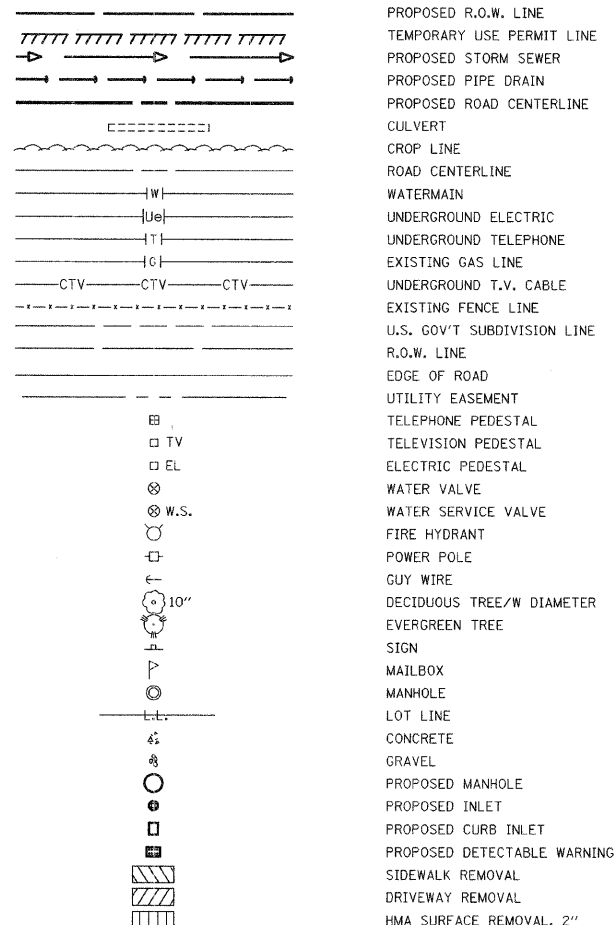 PROPOSED R.O.W. LINE
TEMPORARY USE PERMIT LINE
PROPOSED STORM SEWER
PROPOSED PIPE DRAIN
PROPOSED ROAD CENTERLINE
CULVERT
CROP LINE
ROAD CENTERLINE
W WATERMAIN
Ue UNDERGROUND ELECTRIC
T UNDERGROUND TELEPHONE
G EXISTING GAS LINE
CTV CTV CTV UNDERGROUND T.V. CABLE
EXISTING FENCE LINE
U.S. GOV'T SUBDIVISION LINE
R.O.W. LINE
EDGE OF ROAD
UTILITY EASEMENT
TELEPHONE PEDESTAL
TV TELEVISION PEDESTAL
EL ELECTRIC PEDESTAL
WATER VALVE
W.S. WATER SERVICE VALVE
FIRE HYDRANT
POWER POLE
GUY WIRE
10" DECIDUOUS TREE/W DIAMETER
EVERGREEN TREE
SIGN
MAILBOX
MANHOLE
L.L. LOT LINE
CONCRETE
GRAVEL
PROPOSED MANHOLE
PROPOSED INLET
PROPOSED CURB INLET
PROPOSED DETECTABLE WARNING
SIDEWALK REMOVAL
DRIVEWAY REMOVAL
HMA SURFACE REMOVAL, 2"